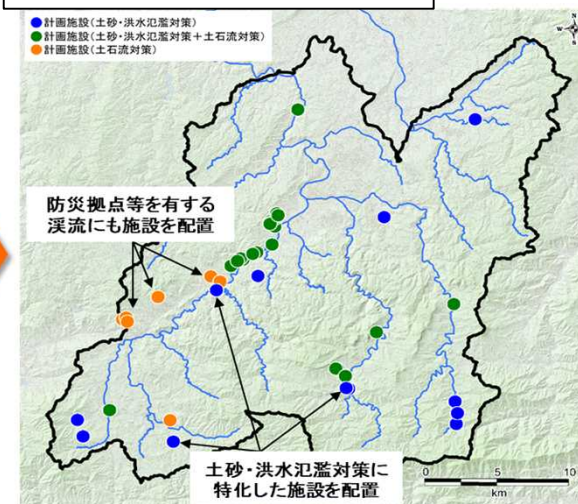 計画施設(土砂・洪水氾濫対策)
計画施設(土砂・洪水氾濫対策+土石流対策)
計画施設(土石流対策)
N
W
S
防災拠点等を有する
渓流にも施設を配置
土砂・洪水氾濫対策に
特化した施設を配置
0 5 10
km